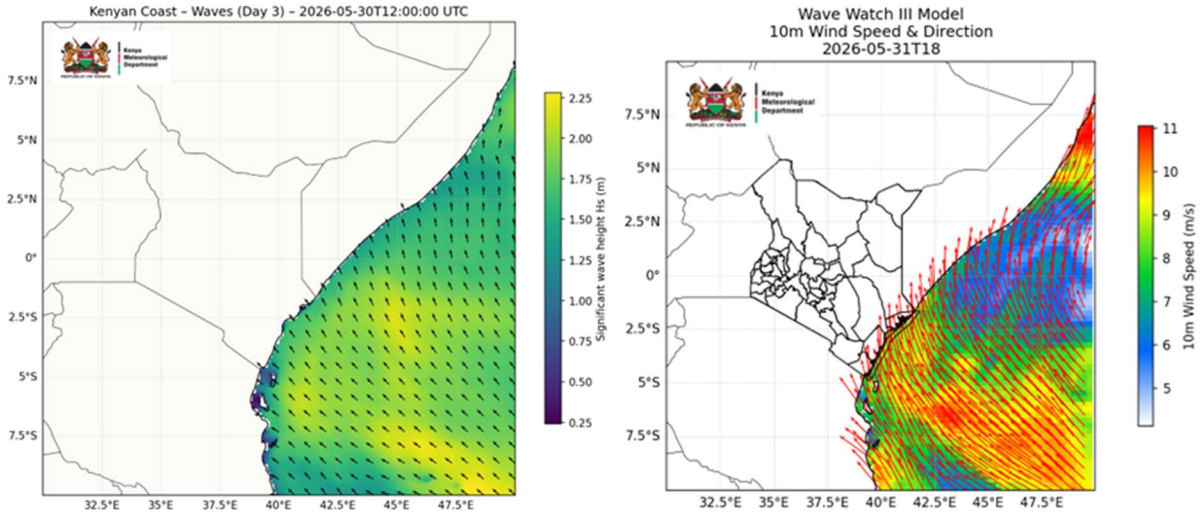 Kenyan Coast – Waves (Day 3) – 2026-05-30T12:00:00 UTC
Kenya
Meteorological
Department
REPUBLIC OF KENYA
7.5°N
5°N
2.5°N
0°
2.5°S
5°S
7.5°S
32.5°E
35°E
37.5°E
40°E
42.5°E
45°E
47.5°E
2.25
2.00
1.75
1.50
1.25
1.00
0.75
0.50
0.25
Significant wave height Hs (m)
Wave Watch III Model
10m Wind Speed & Direction
2026-05-31T18
Kenya
Meteorological
Department
REPUBLIC OF KENYA
7.5°N
5°N
2.5°N
0°
2.5°S
5°S
7.5°S
32.5°E
35°E
37.5°E
40°E
42.5°E
45°E
47.5°E
11
10
9
8
7
6
5
10m Wind Speed (m/s)